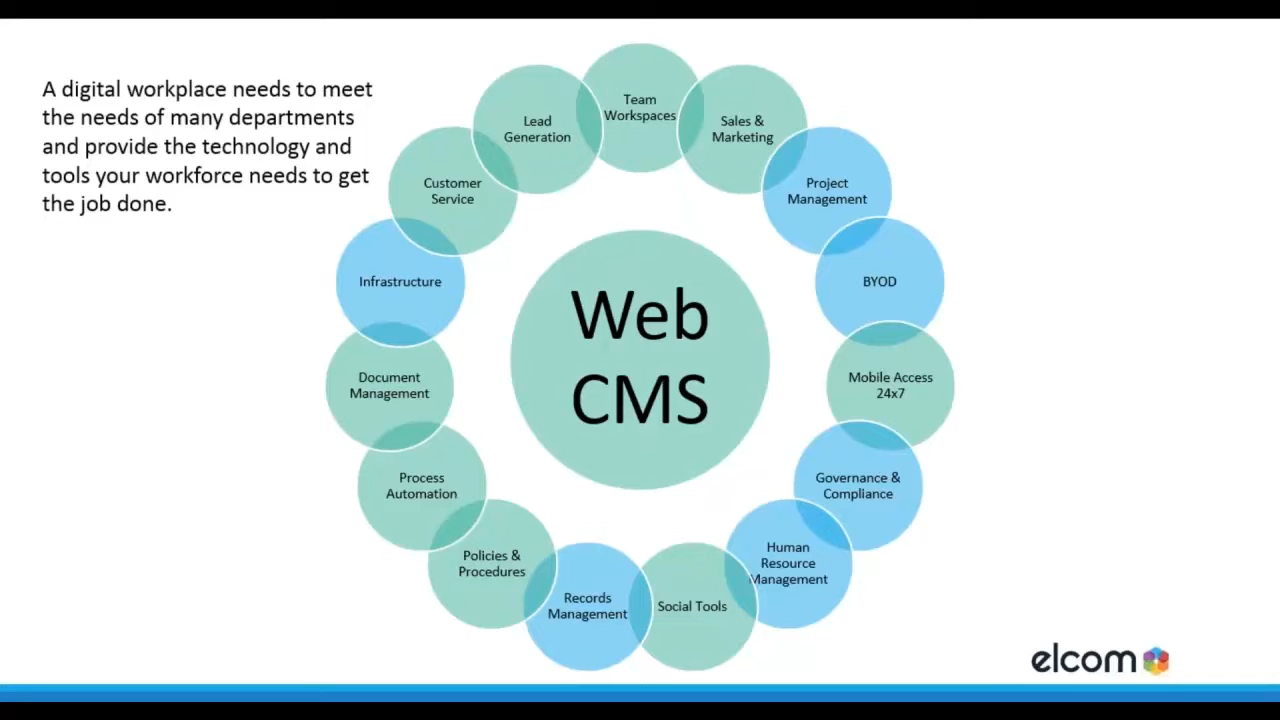 A digital workplace needs to meet
the needs of many departments
and provide the technology and
tools your workforce needs to get
the job done.
Team
Workspaces
Sales &
Marketing
Project
Management
BYOD
Mobile Access
24x7
Governance &
Compliance
Human
Resource
Management
Social Tools
Records
Management
Policies &
Procedures
Process
Automation
Document
Management
Infrastructure
Customer
Service
Lead
Generation
Web
CMS
elcom